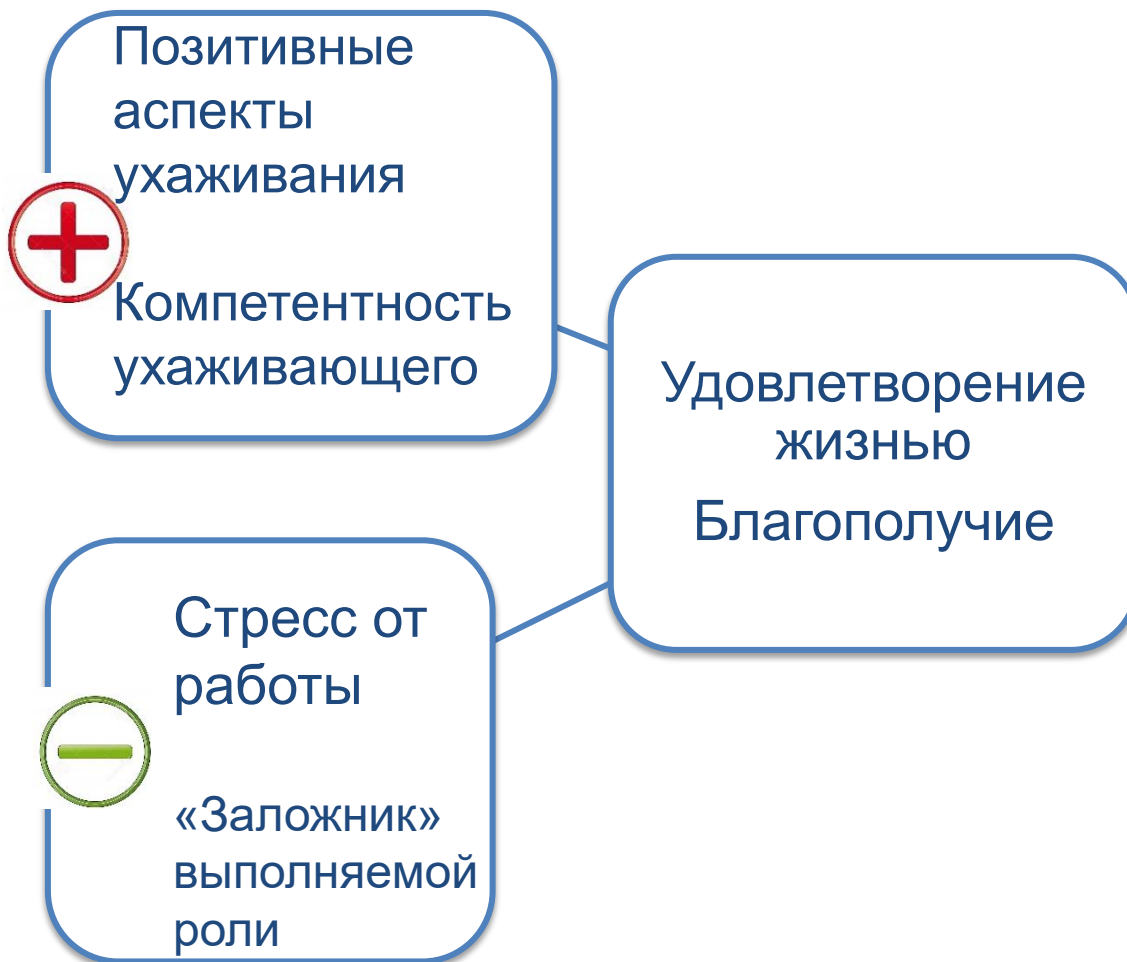 Позитивные
аспекты
ухаживания
Компетентность
ухаживающего
Удовлетворение
жизнью
Благополучие
Стресс от
работы
«Заложник»
выполняемой
роли